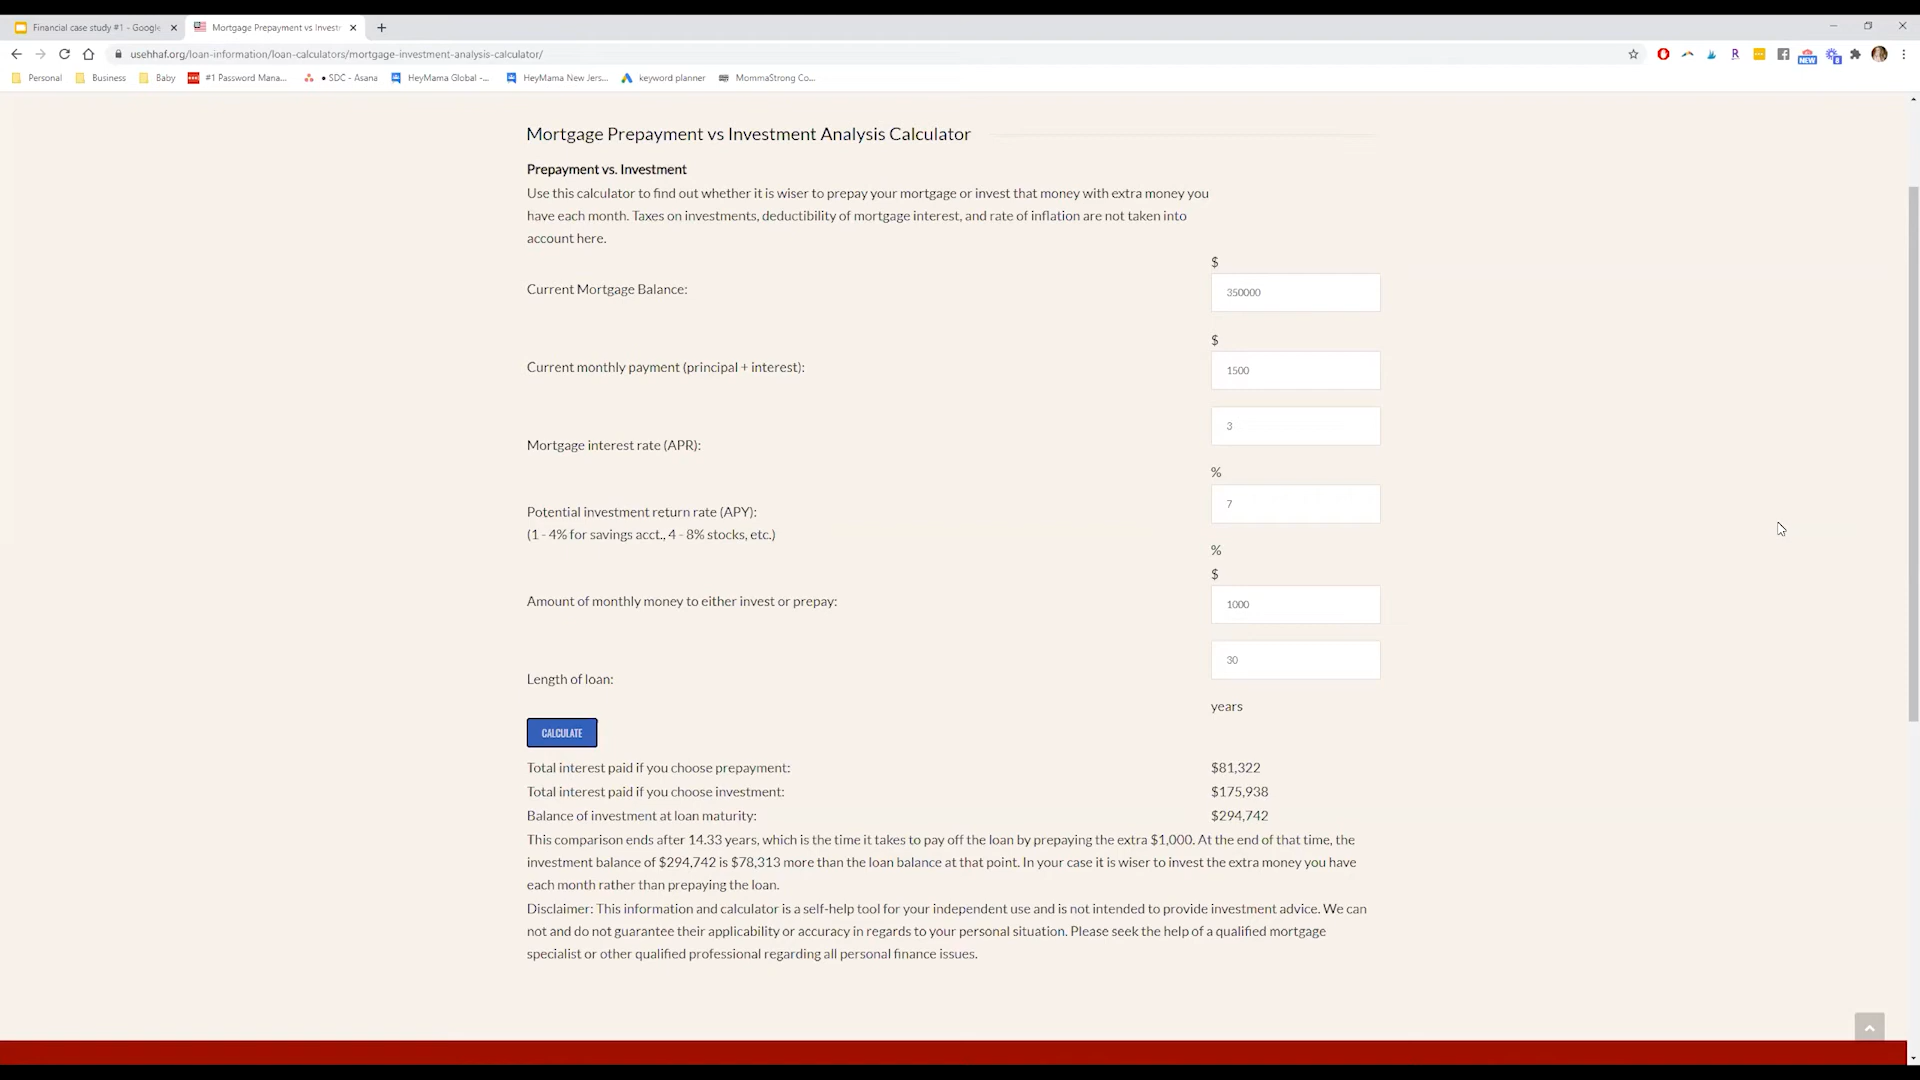 Financial case study #1 - Google
Mortgage Prepayment vs Invest
usehhaf.org/loan-information/loan-calculators/mortgage-investment-analysis-calculator/
NEW
8
R
Personal
Business
Baby
#1 Password Mana...
• SDC - Asana
HeyMama Global -...
HeyMama New Jers...
keyword planner
MommaStrong Co...
Mortgage Prepayment vs Investment Analysis Calculator
Prepayment vs. Investment
Use this calculator to find out whether it is wiser to prepay your mortgage or invest that money with extra money you
have each month. Taxes on investments, deductibility of mortgage interest, and rate of inflation are not taken into
account here.
$
Current Mortgage Balance:
350000
$
Current monthly payment (principal + interest):
1500
3
Mortgage interest rate (APR):
%
7
Potential investment return rate (APY):
(1 - 4% for savings acct., 4 - 8% stocks, etc.)
%
$
Amount of monthly money to either invest or prepay:
1000
30
Length of loan:
years
CALCULATE
Total interest paid if you choose prepayment: $81,322
Total interest paid if you choose investment: $175,938
Balance of investment at loan maturity: $294,742
This comparison ends after 14.33 years, which is the time it takes to pay off the loan by prepaying the extra $1,000. At the end of that time, the
investment balance of $294,742 is $78,313 more than the loan balance at that point. In your case it is wiser to invest the extra money you have
each month rather than prepaying the loan.
Disclaimer: This information and calculator is a self-help tool for your independent use and is not intended to provide investment advice. We can
not and do not guarantee their applicability or accuracy in regards to your personal situation. Please seek the help of a qualified mortgage
specialist or other qualified professional regarding all personal finance issues.